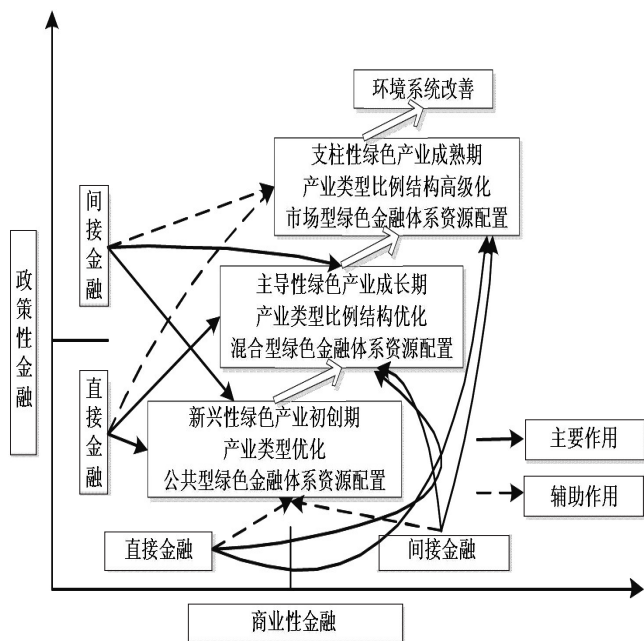 环境系统改善
支柱性绿色产业成熟期
产业类型比例结构高级化
市场型绿色金融体系资源配置
间接金融
政策性金融
主导性绿色产业成长期
产业类型比例结构优化
混合型绿色金融体系资源配置
直接金融
新兴性绿色产业初创期
产业类型优化
公共型绿色金融体系资源配置
主要作用
辅助作用
直接金融
间接金融
商业性金融